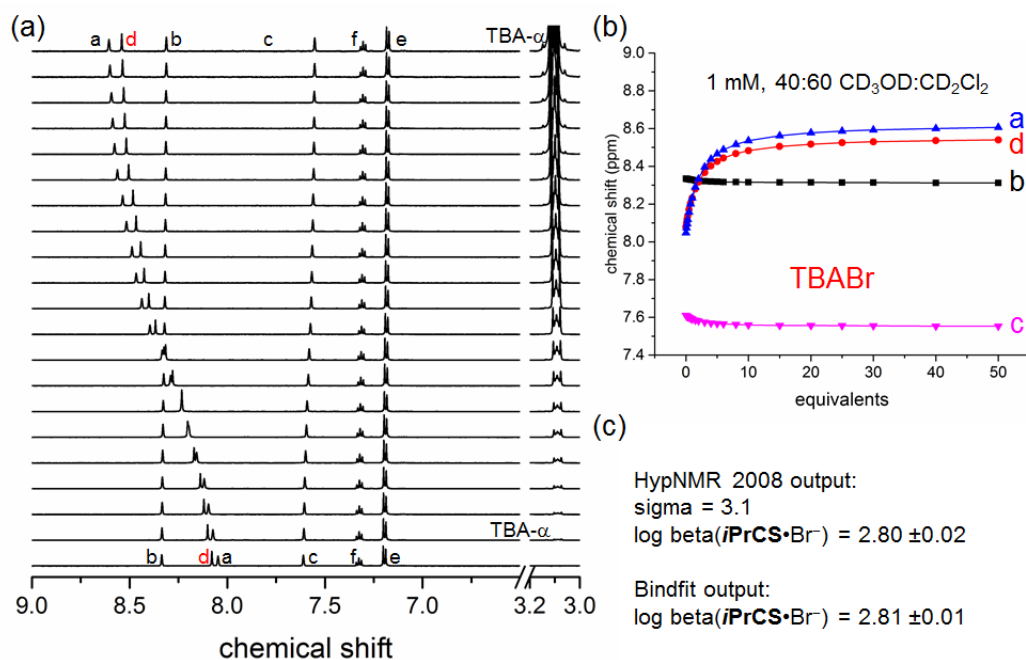 (a)
a d b c f e TBA-α
TBA-α
b d a c f e
9.0 8.5 8.0 7.5 7.0 3.2 3.0
chemical shift
(b)
9.0
8.8
8.6
8.4
8.2
8.0
7.8
7.6
7.4
chemical shift (ppm)
1 mM, 40:60 CD₃OD:CD₂Cl₂
a
d
b
TBABr
c
0 10 20 30 40 50
equivalents
(c)
HypNMR 2008 output:
sigma = 3.1
log beta(iPrCS•Br⁻) = 2.80 ±0.02
Bindfit output:
log beta(iPrCS•Br⁻) = 2.81 ±0.01